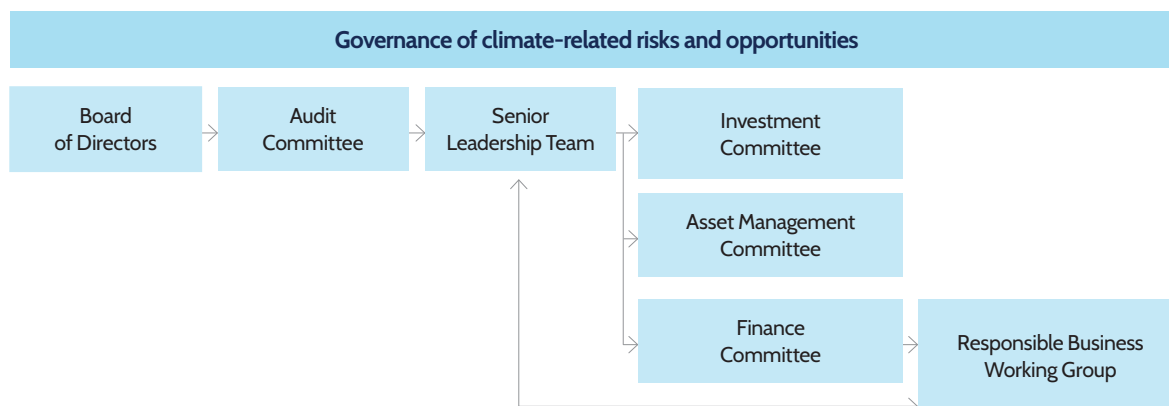 Governance of climate-related risks and opportunities
Board
of Directors
Audit
Committee
Senior
Leadership Team
Investment
Committee
Asset Management
Committee
Finance
Committee
Responsible Business
Working Group